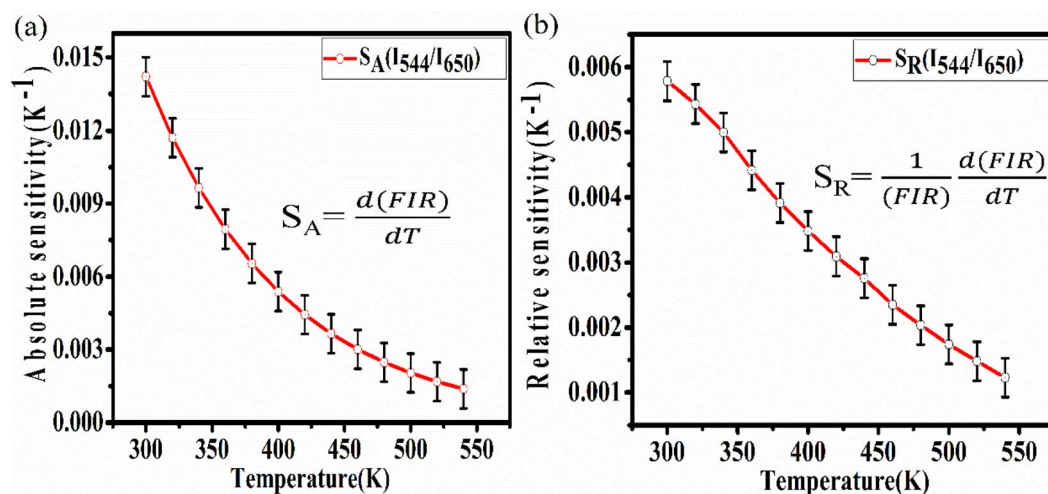 (a)
S_A(I_544/I_650)
Absolute sensitivity(K^-1)
0.015
0.012
0.009
0.006
0.003
0.000
S_A= d(FIR)/dT
300 350 400 450 500 550
Temperature(K)
(b)
S_R(I_544/I_650)
Relative sensitivity(K^-1)
0.006
0.005
0.004
0.003
0.002
0.001
S_R= 1/(FIR) d(FIR)/dT
300 350 400 450 500 550
Temperature(K)